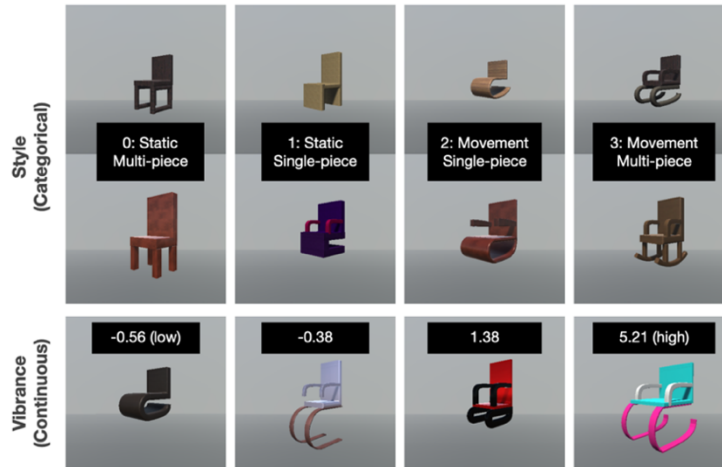 Style
(Categorical)
0: Static
Multi-piece
1: Static
Single-piece
2: Movement
Single-piece
3: Movement
Multi-piece
Vibrance
(Continuous)
-0.56 (low)
-0.38
1.38
5.21 (high)